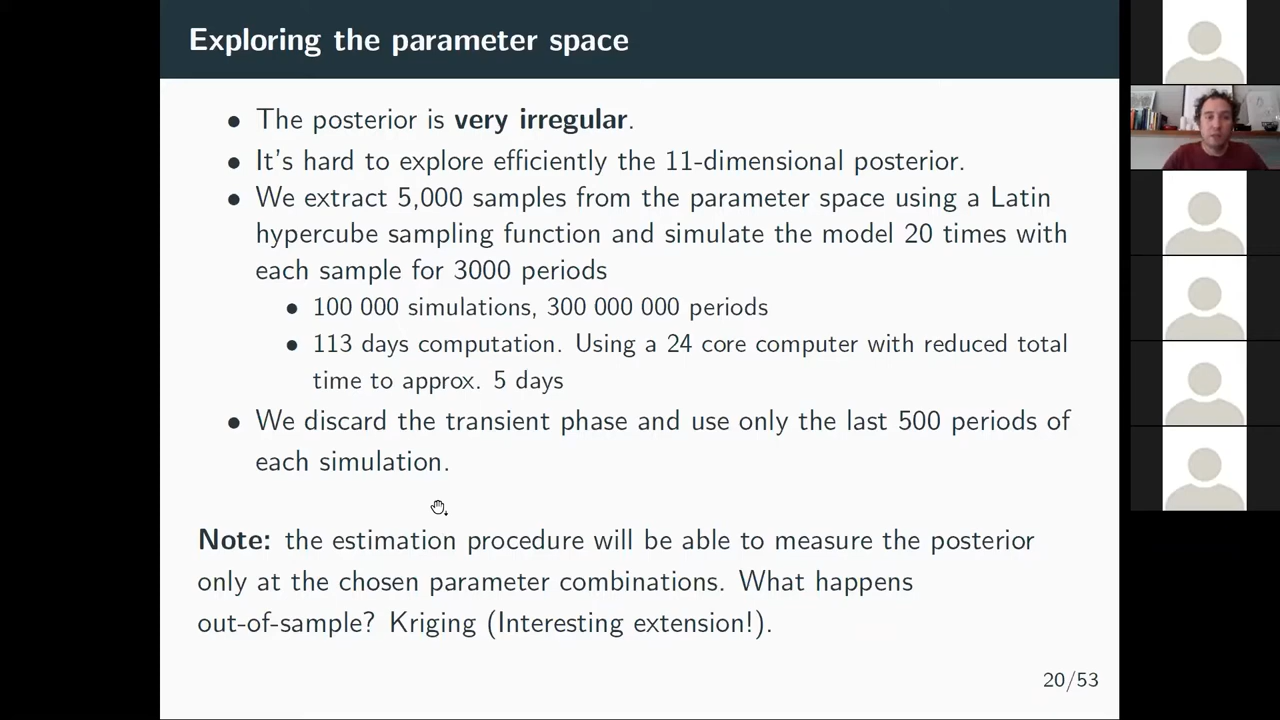 Exploring the parameter space
• The posterior is very irregular.
• It's hard to explore efficiently the 11-dimensional posterior.
• We extract 5,000 samples from the parameter space using a Latin
hypercube sampling function and simulate the model 20 times with
each sample for 3000 periods
• 100 000 simulations, 300 000 000 periods
• 113 days computation. Using a 24 core computer with reduced total
time to approx. 5 days
• We discard the transient phase and use only the last 500 periods of
each simulation.
Note: the estimation procedure will be able to measure the posterior
only at the chosen parameter combinations. What happens
out-of-sample? Kriging (Interesting extension!).
20/53